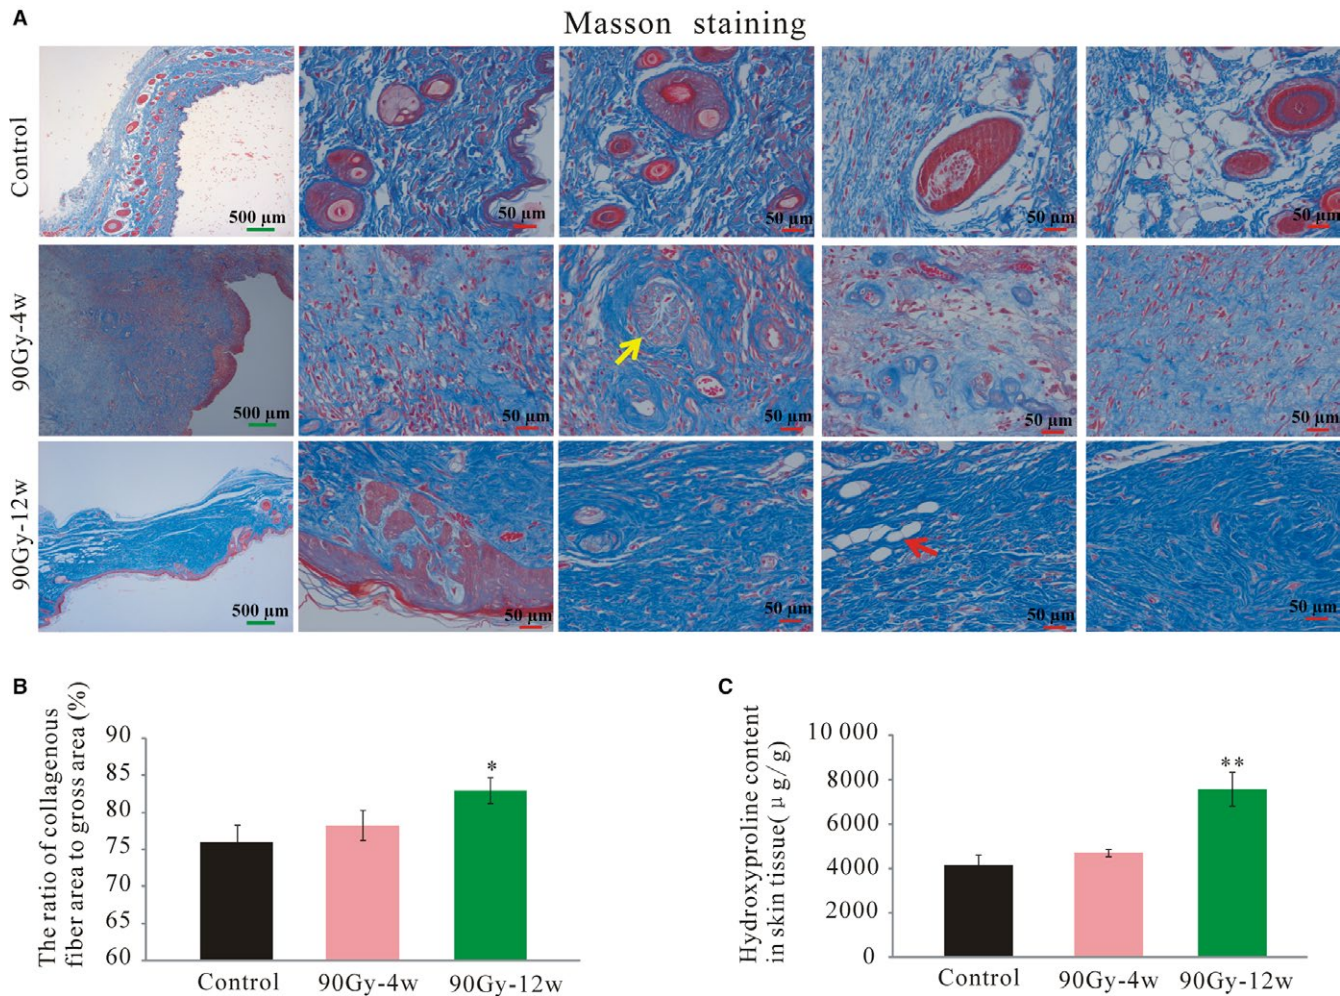 A
Masson staining
Control
500 μm
50 μm
50 μm
50 μm
50 μm
90Gy-4w
500 μm
50 μm
50 μm
50 μm
50 μm
90Gy-12w
500 μm
50 μm
50 μm
50 μm
50 μm
B
The ratio of collagenous
fiber area to gross area (%)
90
85
80
75
70
65
60
*
Control
90Gy-4w
90Gy-12w
C
Hydroxyproline content
in skin tissue( μg/g)
10 000
8000
6000
4000
2000
0
**
Control
90Gy-4w
90Gy-12w